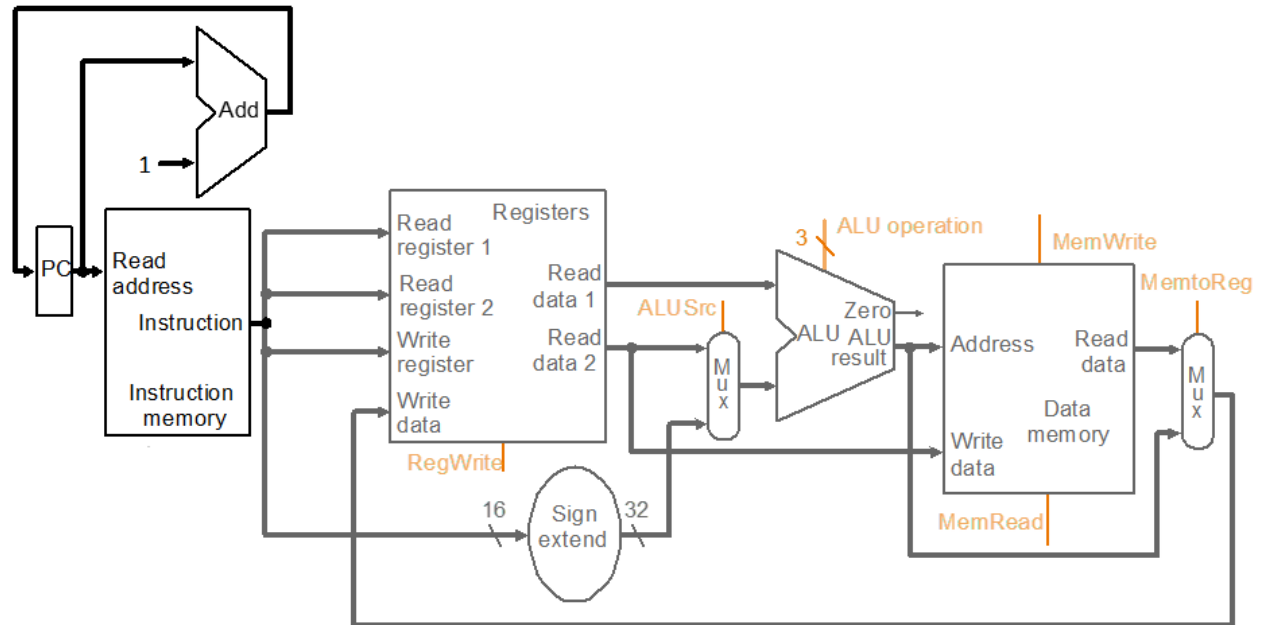 Add
1
PC
Read
address
Instruction
Instruction
memory
Registers
Read
register 1
Read
register 2
Write
register
Write
data
Read
data 1
Read
data 2
RegWrite
16
Sign
extend
32
ALUSrc
Mux
3
ALU operation
Zero
ALU
ALU
result
MemWrite
Address
Read
data
Data
memory
Write
data
MemRead
MemtoReg
Mux